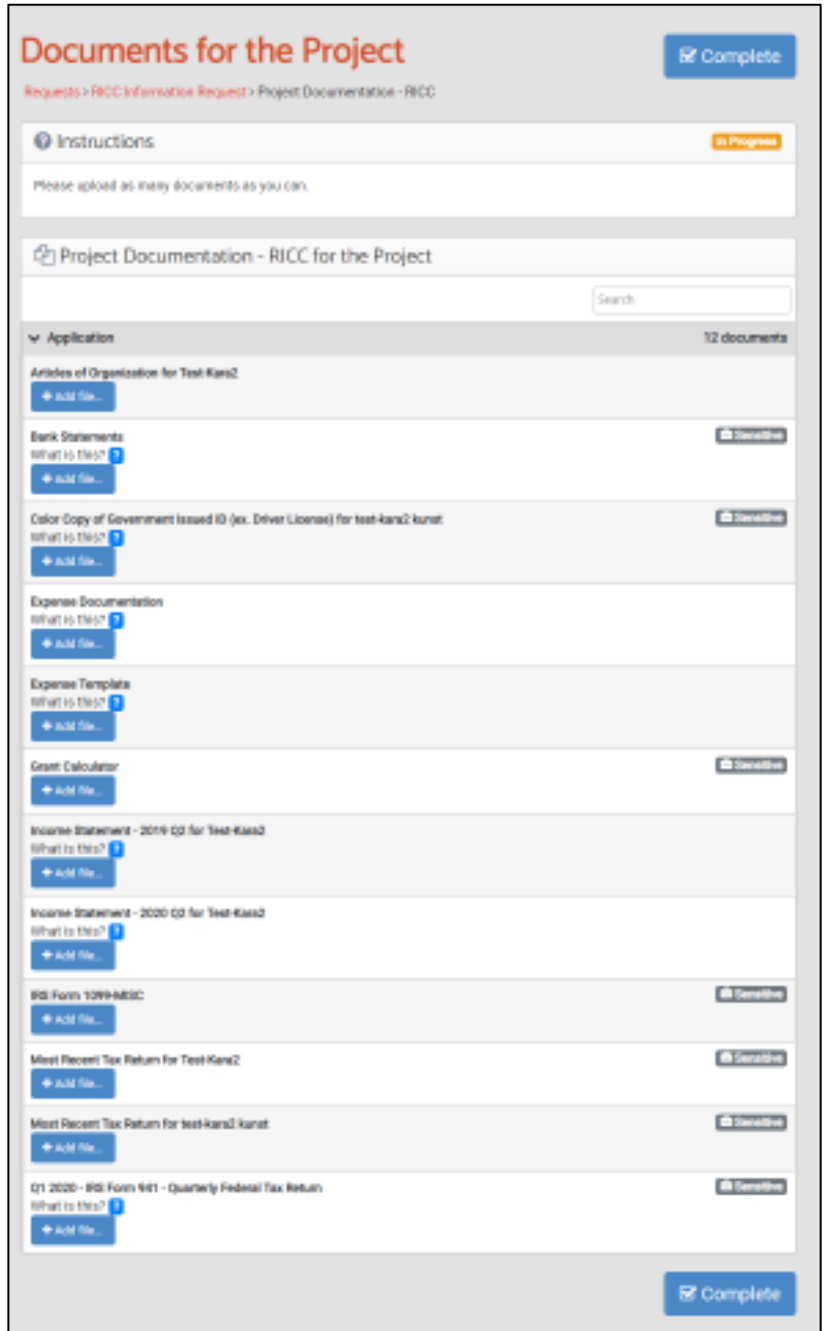 Documents for the Project
Complete
Requests > RICC Information Request > Project Documentation - RICC
Instructions
In Progress
Please upload as many documents as you can.
Project Documentation - RICC for the Project
Search
Application 12 documents
Articles of Organization for Test-Kara2
Add file...
Bank Statements Sensitive
What is this? ?
Add file...
Color Copy of Government Issued ID (ex. Driver License) for test-kara2 kunat Sensitive
What is this? ?
Add file...
Expense Documentation
What is this? ?
Add file...
Expense Template
What is this? ?
Add file...
Grant Calculator Sensitive
Add file...
Income Statement - 2019 Q2 for Test-Kara2
What is this? ?
Add file...
Income Statement - 2020 Q2 for Test-Kara2
What is this? ?
Add file...
IRS Form 1099-MISC Sensitive
Add file...
Most Recent Tax Return for Test-Kara2 Sensitive
Add file...
Most Recent Tax Return for test-kara2 kunat Sensitive
Add file...
Q1 2020 - IRS Form 941 - Quarterly Federal Tax Return Sensitive
What is this? ?
Add file...
Complete